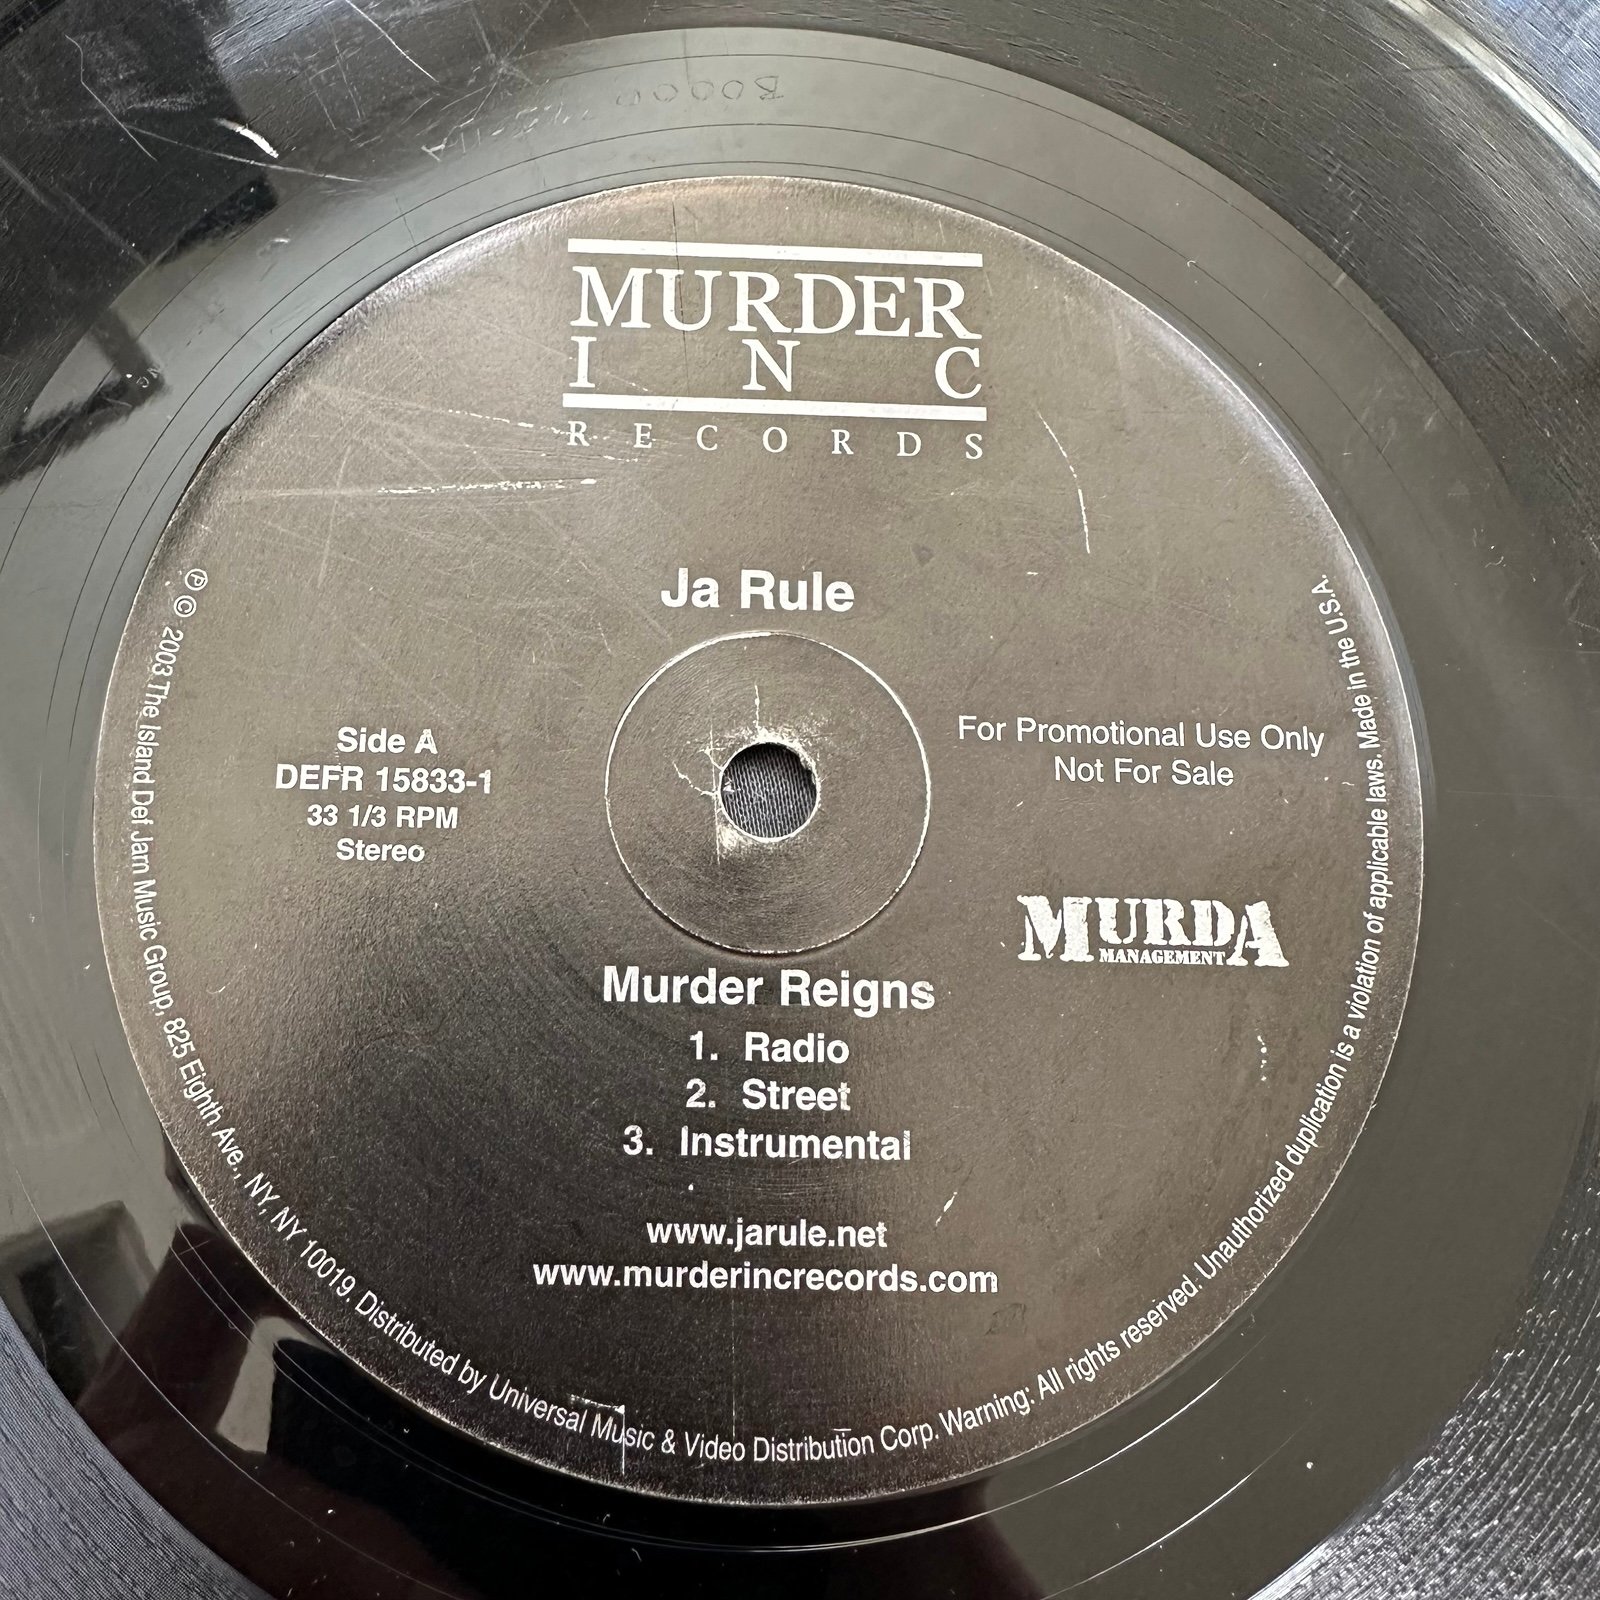 MURDER
INC
RECORDS
Ja Rule
Side A
DEFR 15833-1
33 1/3 RPM
Stereo
For Promotional Use Only
Not For Sale
MURDA
MANAGEMENT
Murder Reigns
1. Radio
2. Street
3. Instrumental
www.jarule.net
www.murderincrecords.com
℗ © 2003 The Island Def Jam Music Group, 825 Eighth Ave., NY, NY 10019. Distributed by Universal Music & Video Distribution Corp. Warning: All rights reserved. Unauthorized duplication is a violation of applicable laws. Made in the U.S.A.